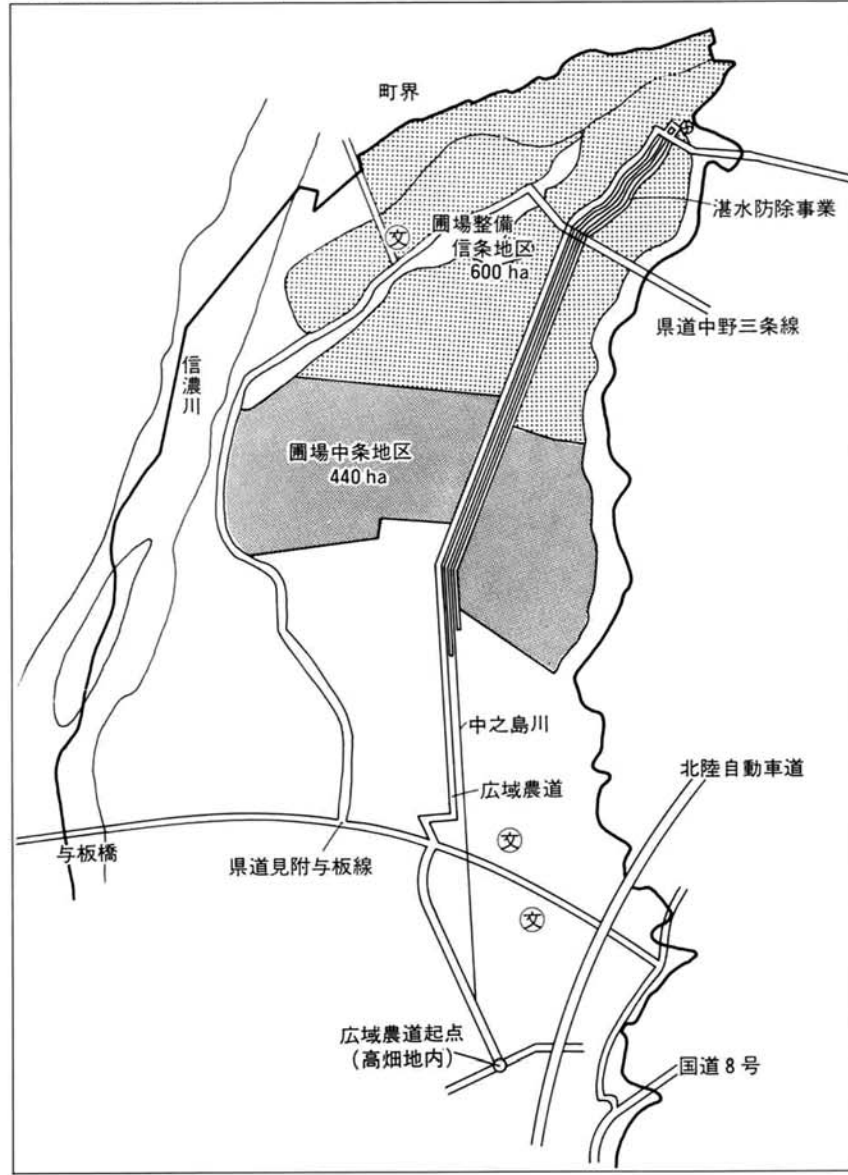 町界
湛水防除事業
文
圃場整備
信条地区
600 ha
県道中野三条線
信濃川
圃場中条地区
440 ha
中之島川
北陸自動車道
広域農道
与板橋
県道見附与板線
文
文
広域農道起点
(高畑地内)
国道8号